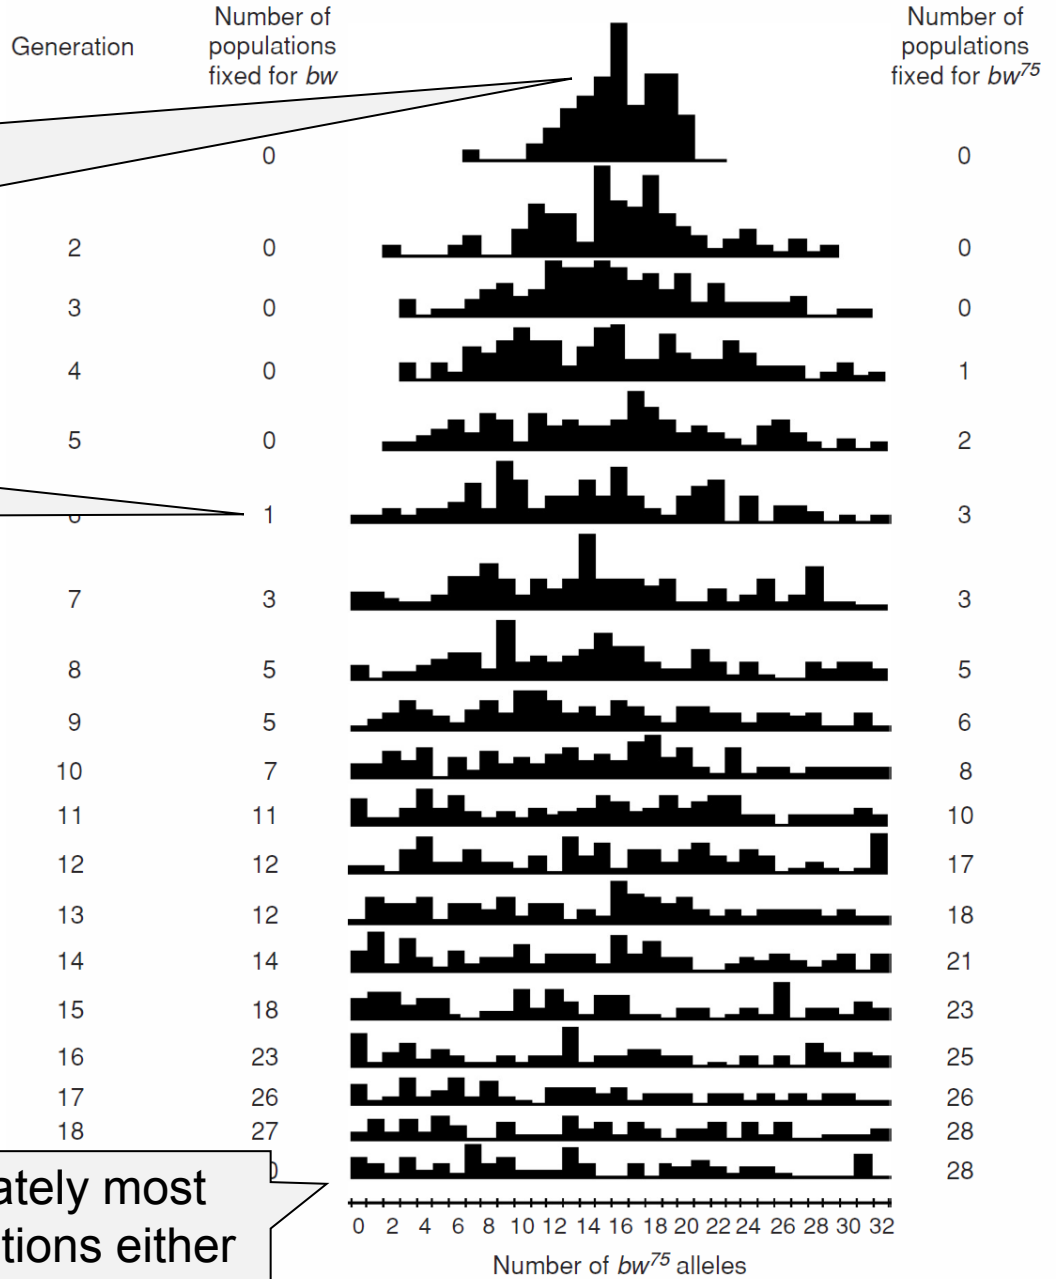 Number of
populations
fixed for bw
Generation
Number of
populations
fixed for bw75
0 0
2 0 0
3 0 0
4 0 1
5 0 2
1 3
7 3 3
8 5 5
9 5 6
10 7 8
11 11 10
12 12 17
13 12 18
14 14 21
15 18 23
16 23 25
17 26 26
18 27 28
28
ately most
tions either
0 2 4 6 8 10 12 14 16 18 20 22 24 26 28 30 32
Number of bw75 alleles